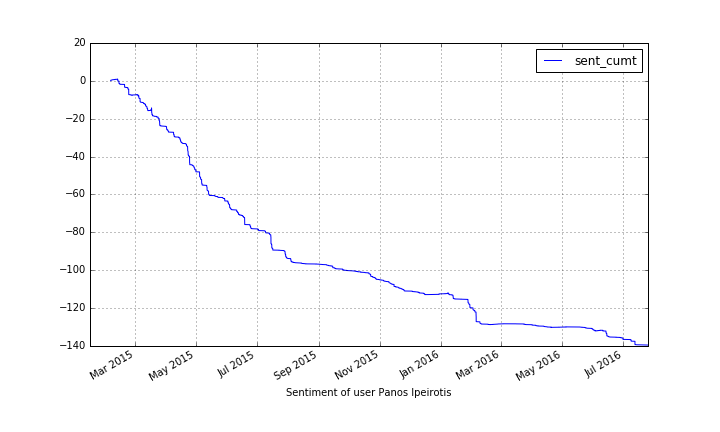 20
0
−20
−40
−60
−80
−100
−120
−140
sent_cumt
Mar 2015
May 2015
Jul 2015
Sep 2015
Nov 2015
Jan 2016
Mar 2016
May 2016
Jul 2016
Sentiment of user Panos Ipeirotis